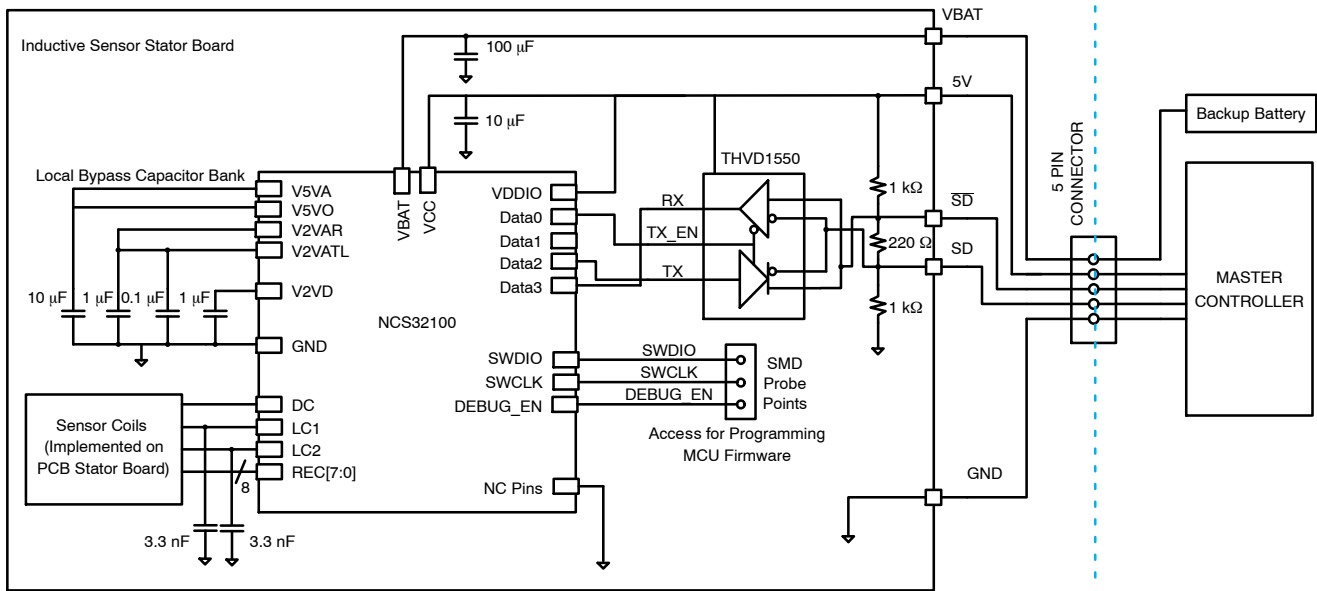 VBAT
Inductive Sensor Stator Board
100 μF
5V
10 μF
Backup Battery
5 PIN
CONNECTOR
THVD1550
Local Bypass Capacitor Bank
V5VA
V5VO
V2VAR
V2VATL
V2VD
GND
VBAT
VCC
VDDIO
Data0
Data1
Data2
Data3
RX
TX_EN
TX
1 kΩ
220 Ω
1 kΩ
S̅D̅
SD
10 μF
1 μF
0.1 μF
1 μF
NCS32100
MASTER
CONTROLLER
SWDIO
SWCLK
DEBUG_EN
SWDIO
SWCLK
DEBUG_EN
SMD
Probe
Points
Access for Programming
MCU Firmware
Sensor Coils
(Implemented on
PCB Stator Board)
DC
LC1
LC2
REC[7:0]
8
NC Pins
GND
3.3 nF
3.3 nF